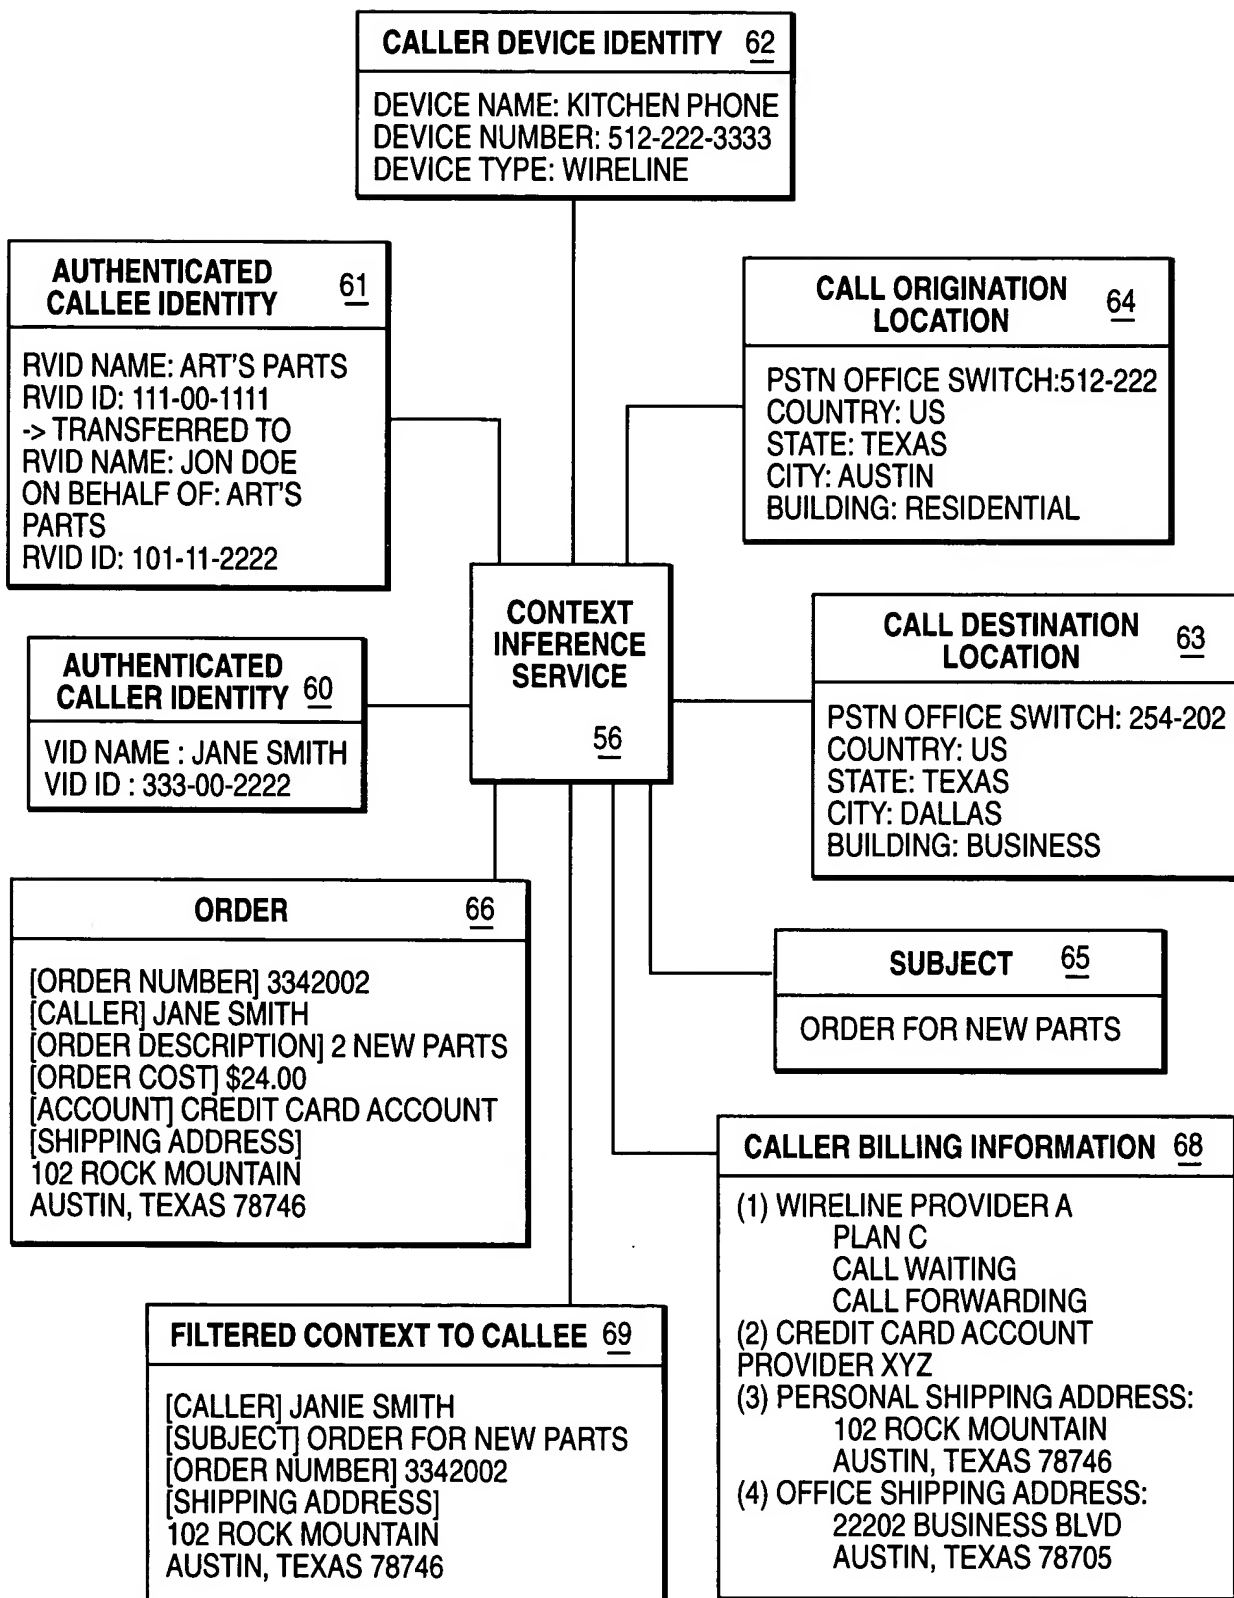 CALLER DEVICE IDENTITY 62
DEVICE NAME: KITCHEN PHONE
DEVICE NUMBER: 512-222-3333
DEVICE TYPE: WIRELINE
AUTHENTICATED
CALLEE IDENTITY 61
RVID NAME: ART'S PARTS
RVID ID: 111-00-1111
-> TRANSFERRED TO
RVID NAME: JON DOE
ON BEHALF OF: ART'S
PARTS
RVID ID: 101-11-2222
CALL ORIGINATION
LOCATION 64
PSTN OFFICE SWITCH:512-222
COUNTRY: US
STATE: TEXAS
CITY: AUSTIN
BUILDING: RESIDENTIAL
CONTEXT
INFERENCE
SERVICE
56
AUTHENTICATED
CALLER IDENTITY 60
VID NAME : JANE SMITH
VID ID : 333-00-2222
CALL DESTINATION
LOCATION 63
PSTN OFFICE SWITCH: 254-202
COUNTRY: US
STATE: TEXAS
CITY: DALLAS
BUILDING: BUSINESS
ORDER 66
[ORDER NUMBER] 3342002
[CALLER] JANE SMITH
[ORDER DESCRIPTION] 2 NEW PARTS
[ORDER COST] $24.00
[ACCOUNT] CREDIT CARD ACCOUNT
[SHIPPING ADDRESS]
102 ROCK MOUNTAIN
AUSTIN, TEXAS 78746
SUBJECT 65
ORDER FOR NEW PARTS
CALLER BILLING INFORMATION 68
(1) WIRELINE PROVIDER A
PLAN C
CALL WAITING
CALL FORWARDING
(2) CREDIT CARD ACCOUNT
PROVIDER XYZ
(3) PERSONAL SHIPPING ADDRESS:
102 ROCK MOUNTAIN
AUSTIN, TEXAS 78746
(4) OFFICE SHIPPING ADDRESS:
22202 BUSINESS BLVD
AUSTIN, TEXAS 78705
FILTERED CONTEXT TO CALLEE 69
[CALLER] JANIE SMITH
[SUBJECT] ORDER FOR NEW PARTS
[ORDER NUMBER] 3342002
[SHIPPING ADDRESS]
102 ROCK MOUNTAIN
AUSTIN, TEXAS 78746